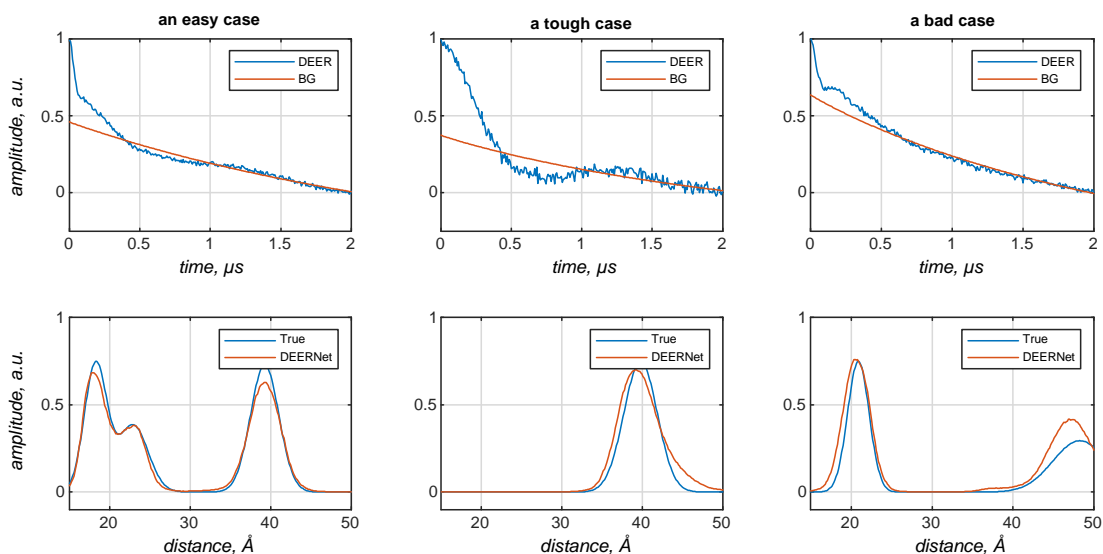 an easy case
a tough case
a bad case
1
0.5
0
amplitude, a.u.
DEER
BG
0 0.5 1 1.5 2
time, µs
1
0.5
0
DEER
BG
0 0.5 1 1.5 2
time, µs
1
0.5
0
DEER
BG
0 0.5 1 1.5 2
time, µs
1
0.5
0
amplitude, a.u.
True
DEERNet
20 30 40 50
distance, Å
1
0.5
0
True
DEERNet
20 30 40 50
distance, Å
1
0.5
0
True
DEERNet
20 30 40 50
distance, Å